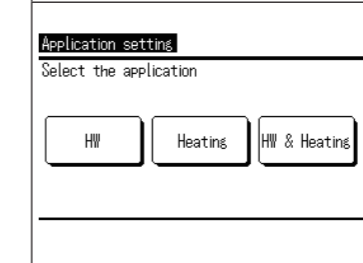 Application setting
Select the application
HW
Heating
HW & Heating